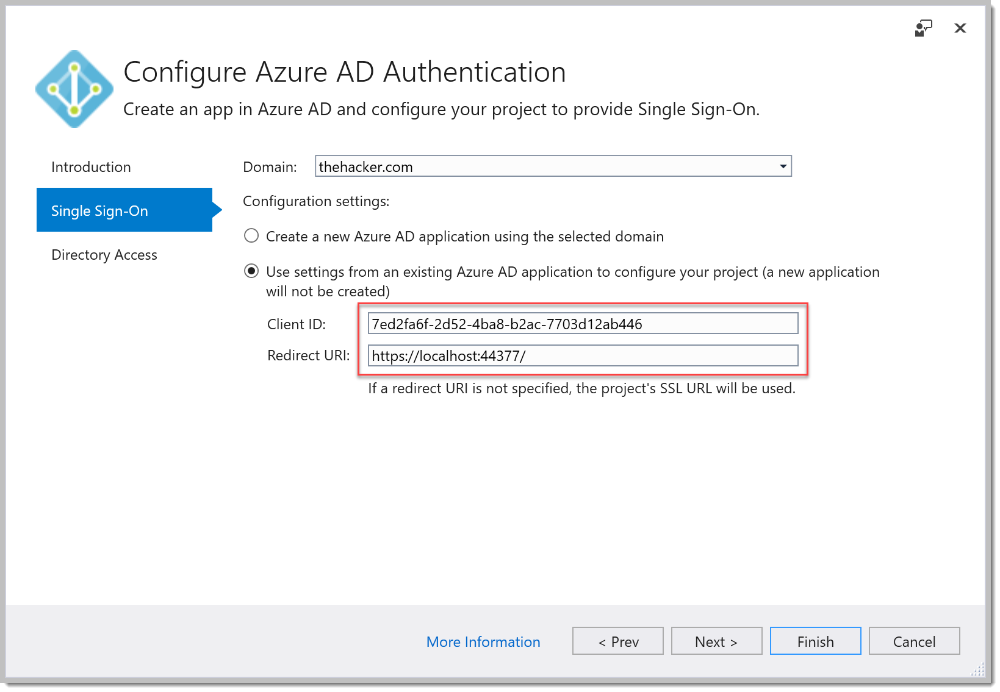 Configure Azure AD Authentication
Create an app in Azure AD and configure your project to provide Single Sign-On.
Introduction
Single Sign-On
Directory Access
Domain: thehacker.com
Configuration settings:
Create a new Azure AD application using the selected domain
Use settings from an existing Azure AD application to configure your project (a new application
will not be created)
Client ID: 7ed2fa6f-2d52-4ba8-b2ac-7703d12ab446
Redirect URI: https://localhost:44377/
If a redirect URI is not specified, the project's SSL URL will be used.
More Information < Prev Next > Finish Cancel